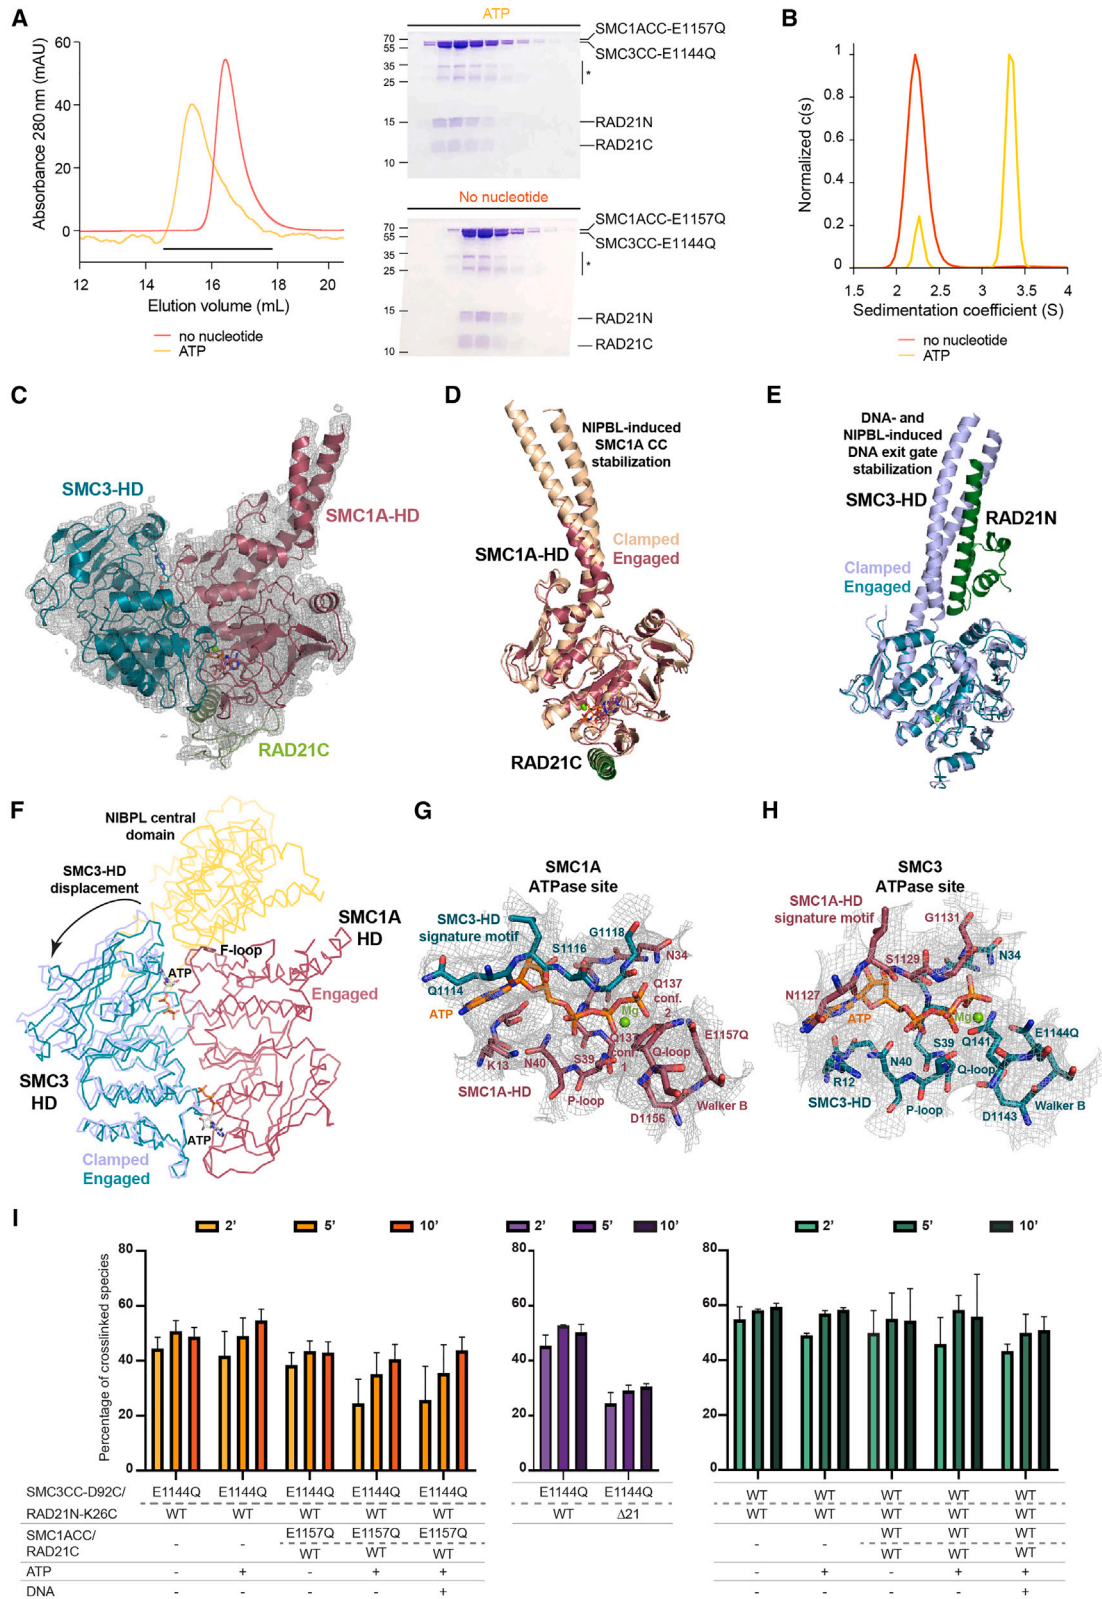 A
ATP
Absorbance 280 nm (mAU)
60
40
20
0
12
14
16
18
20
Elution volume (mL)
no nucleotide
ATP
70
55
35
25
15
10
SMC1ACC-E1157Q
SMC3CC-E1144Q
*
RAD21N
RAD21C
No nucleotide
70
55
35
25
15
10
SMC1ACC-E1157Q
SMC3CC-E1144Q
*
RAD21N
RAD21C
B
Normalized c(s)
1
0.8
0.6
0.4
0.2
0
1.5
2
2.5
3
3.5
4
Sedimentation coefficient (S)
no nucleotide
ATP
C
SMC3-HD
SMC1A-HD
RAD21C
D
NIPBL-induced
SMC1A CC
stabilization
SMC1A-HD
Clamped
Engaged
RAD21C
E
DNA- and
NIPBL-induced
DNA exit gate
stabilization
SMC3-HD
RAD21N
Clamped
Engaged
F
NIBPL central
domain
SMC3-HD
displacement
SMC1A
HD
F-loop
ATP
Engaged
SMC3
HD
ATP
Clamped
Engaged
G
SMC1A
ATPase site
SMC3-HD
signature motif
G1118
S1116
N34
Q1114
Q137
conf.
2
ATP
Mg
E1157Q
Q137
conf.
1
S39
Q-loop
K13
N40
SMC1A-HD
P-loop
Walker B
D1156
H
SMC3
ATPase site
SMC1A-HD
signature motif
G1131
S1129
N34
N1127
ATP
Mg
E1144Q
Q141
S39
N40
Q-loop
R12
SMC3-HD
P-loop
Walker B
D1143
I
2'
5'
10'
2'
5'
10'
2'
5'
10'
Percentage of crosslinked species
80
60
40
20
0
80
60
40
20
0
80
60
40
20
0
SMC3CC-D92C/ E1144Q E1144Q E1144Q E1144Q E1144Q E1144Q E1144Q WT WT WT WT WT
RAD21N-K26C WT WT WT WT WT WT Δ21 WT WT WT WT WT
SMC1ACC/ - - E1157Q E1157Q E1157Q - - WT WT WT
RAD21C WT WT WT WT WT WT
ATP - + - + + - + - + +
DNA - - - - + - - - - +